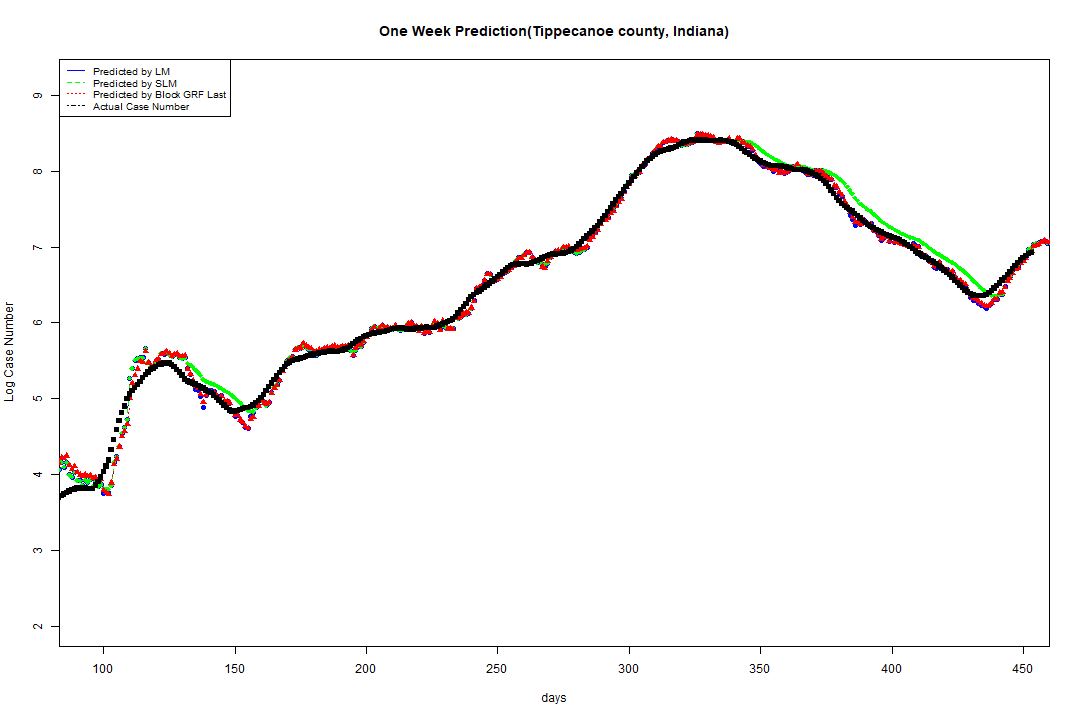 One Week Prediction(Tippecanoe county, Indiana)
Predicted by LM
Predicted by SLM
Predicted by Block GRF Last
Actual Case Number
9
8
7
6
5
4
3
2
Log Case Number
100 150 200 250 300 350 400 450
days